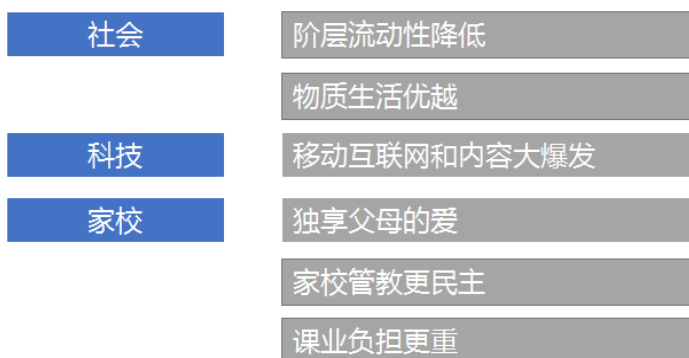 社会
阶层流动性降低
物质生活优越
科技
移动互联网和内容大爆发
家校
独享父母的爱
家校管教更民主
课业负担更重